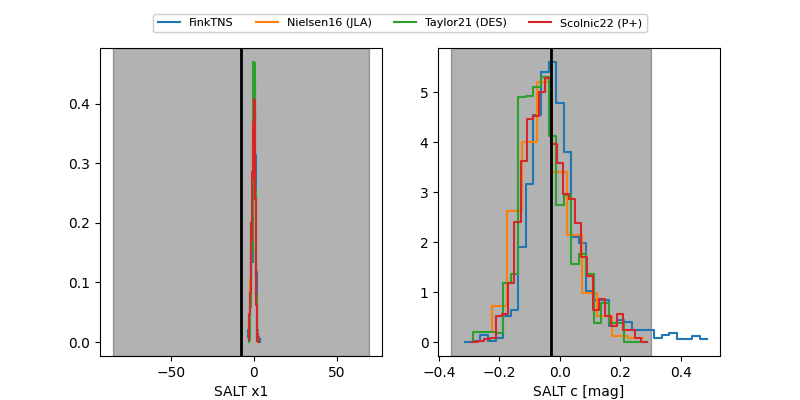 FinkTNS Nielsen16 (JLA) Taylor21 (DES) Scolnic22 (P+)
0.4
0.3
0.2
0.1
0.0
−50 0 50
SALT x1
5
4
3
2
1
0
−0.4 −0.2 0.0 0.2 0.4
SALT c [mag]